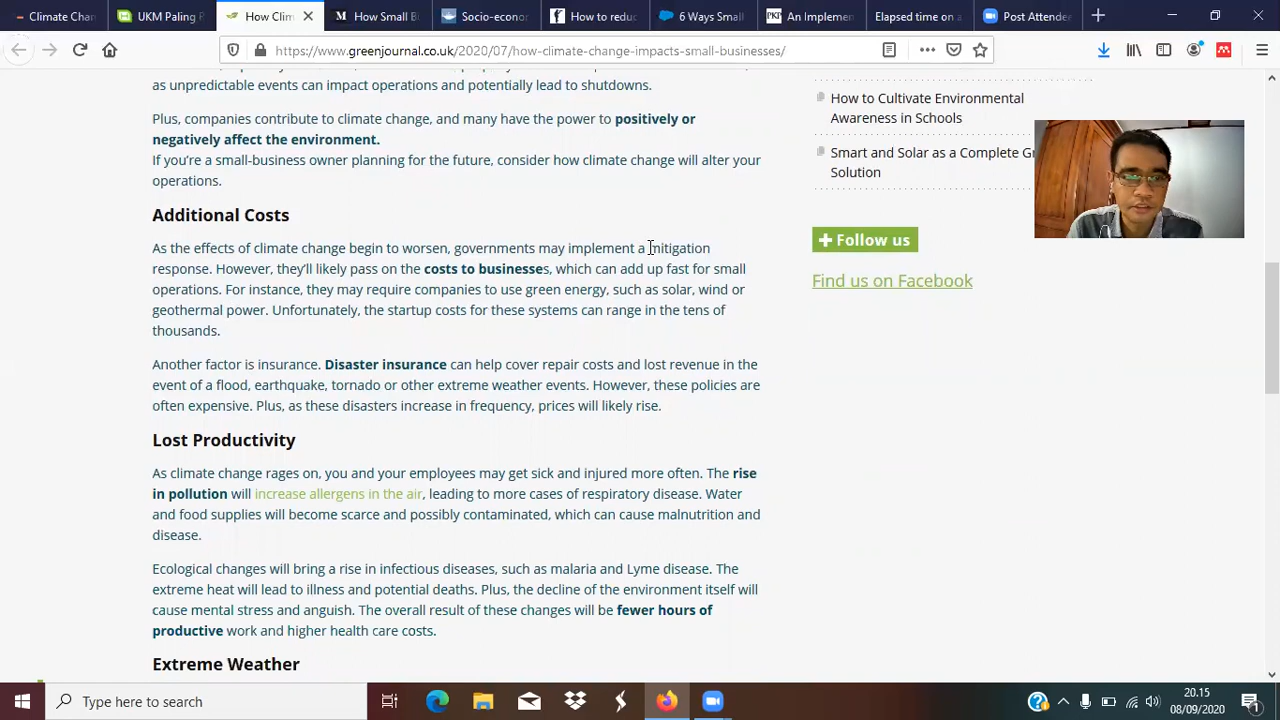 Climate Chan
UKM Paling P
How Clim
How Small B
Socio-econo
How to reduc
6 Ways Small
PKP An Implemen
Elapsed time on a
Post Attende
https://www.greenjournal.co.uk/2020/07/how-climate-change-impacts-small-businesses/
as unpredictable events can impact operations and potentially lead to shutdowns.
Plus, companies contribute to climate change, and many have the power to positively or
negatively affect the environment.
If you're a small-business owner planning for the future, consider how climate change will alter your
operations.
Additional Costs
As the effects of climate change begin to worsen, governments may implement a mitigation
response. However, they'll likely pass on the costs to businesses, which can add up fast for small
operations. For instance, they may require companies to use green energy, such as solar, wind or
geothermal power. Unfortunately, the startup costs for these systems can range in the tens of
thousands.
Another factor is insurance. Disaster insurance can help cover repair costs and lost revenue in the
event of a flood, earthquake, tornado or other extreme weather events. However, these policies are
often expensive. Plus, as these disasters increase in frequency, prices will likely rise.
Lost Productivity
As climate change rages on, you and your employees may get sick and injured more often. The rise
in pollution will increase allergens in the air, leading to more cases of respiratory disease. Water
and food supplies will become scarce and possibly contaminated, which can cause malnutrition and
disease.
Ecological changes will bring a rise in infectious diseases, such as malaria and Lyme disease. The
extreme heat will lead to illness and potential deaths. Plus, the decline of the environment itself will
cause mental stress and anguish. The overall result of these changes will be fewer hours of
productive work and higher health care costs.
Extreme Weather
How to Cultivate Environmental
Awareness in Schools
Smart and Solar as a Complete Gr
Solution
Follow us
Find us on Facebook
Type here to search
20.15
08/09/2020